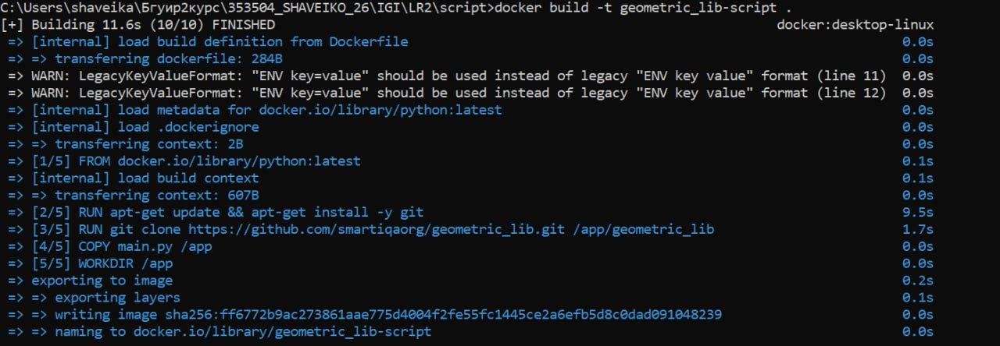 C:\Users\shaveika\Бгуир2курс\353504_SHAVEIKO_26\IGI\LR2\script>docker build -t geometric_lib-script .
[+] Building 11.6s (10/10) FINISHED docker:desktop-linux
=> [internal] load build definition from Dockerfile 0.0s
=> => transferring dockerfile: 284B 0.0s
=> WARN: LegacyKeyValueFormat: "ENV key=value" should be used instead of legacy "ENV key value" format (line 11) 0.0s
=> WARN: LegacyKeyValueFormat: "ENV key=value" should be used instead of legacy "ENV key value" format (line 12) 0.0s
=> [internal] load metadata for docker.io/library/python:latest 0.0s
=> [internal] load .dockerignore 0.0s
=> => transferring context: 2B 0.0s
=> [1/5] FROM docker.io/library/python:latest 0.1s
=> [internal] load build context 0.1s
=> => transferring context: 607B 0.0s
=> [2/5] RUN apt-get update && apt-get install -y git 9.5s
=> [3/5] RUN git clone https://github.com/smartiqaorg/geometric_lib.git /app/geometric_lib 1.7s
=> [4/5] COPY main.py /app 0.0s
=> [5/5] WORKDIR /app 0.0s
=> exporting to image 0.2s
=> => exporting layers 0.1s
=> => writing image sha256:ff6772b9ac273861aae775d4004f2fe55fc1445ce2a6efb5d8c0dad091048239 0.0s
=> => naming to docker.io/library/geometric_lib-script 0.0s